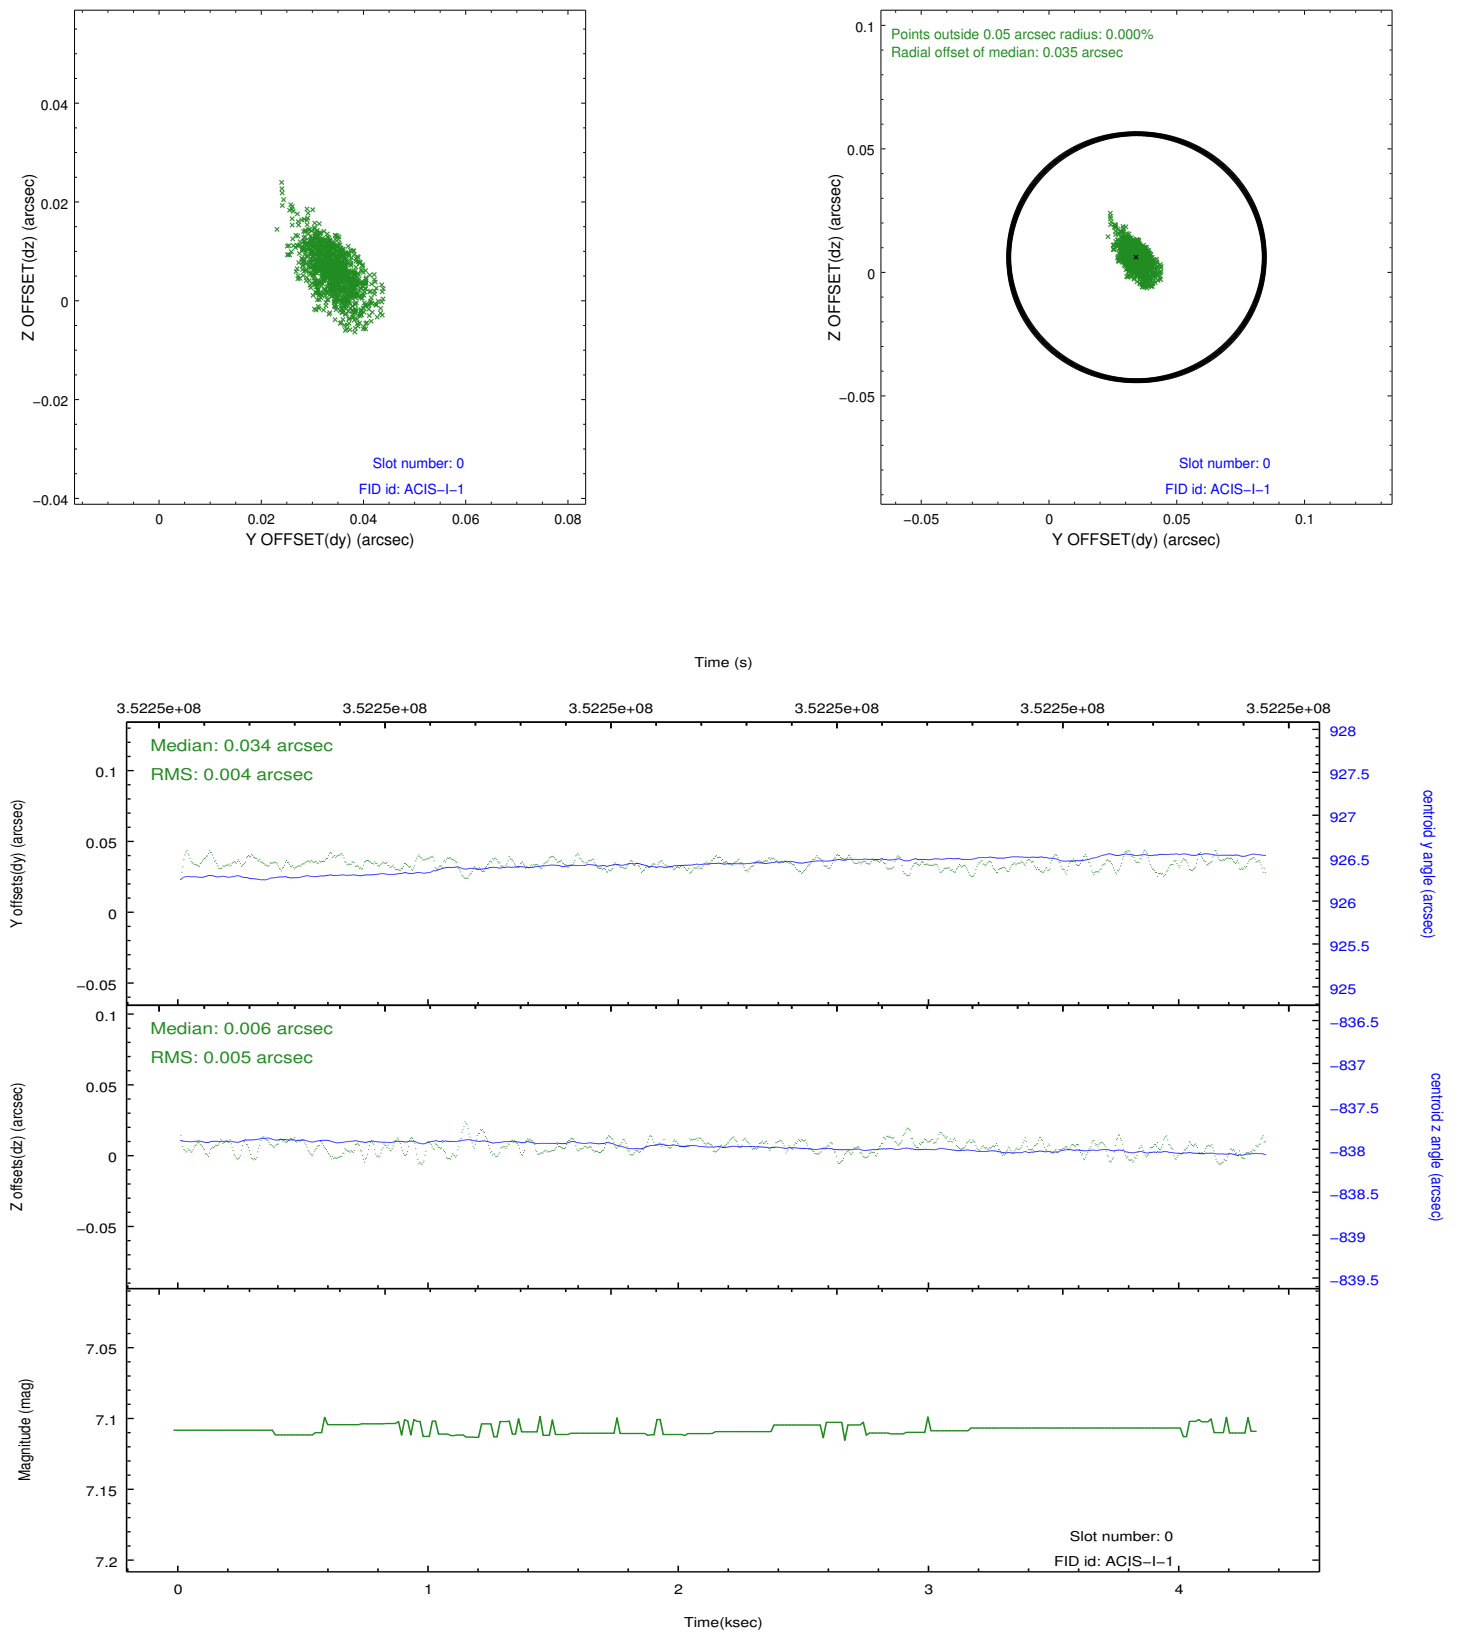 0.04
0.02
0
−0.02
−0.04
Z OFFSET(dz) (arcsec)
Slot number: 0
FID id: ACIS−I−1
0 0.02 0.04 0.06 0.08
Y OFFSET(dy) (arcsec)
Points outside 0.05 arcsec radius: 0.000%
Radial offset of median: 0.035 arcsec
0.1
0.05
0
−0.05
Z OFFSET(dz) (arcsec)
Slot number: 0
FID id: ACIS−I−1
−0.05 0 0.05 0.1
Y OFFSET(dy) (arcsec)
Time (s)
3.5225e+08 3.5225e+08 3.5225e+08 3.5225e+08 3.5225e+08 3.5225e+08
Median: 0.034 arcsec
RMS: 0.004 arcsec
0.1
0.05
0
−0.05
Y offsets(dy) (arcsec)
928
927.5
927
926.5
926
925.5
925
centroid y angle (arcsec)
Median: 0.006 arcsec
RMS: 0.005 arcsec
0.1
0.05
0
−0.05
Z offsets(dz) (arcsec)
−836.5
−837
−837.5
−838
−838.5
−839
−839.5
centroid z angle (arcsec)
7.05
7.1
7.15
7.2
Magnitude (mag)
Slot number: 0
FID id: ACIS−I−1
0 1 2 3 4
Time(ksec)